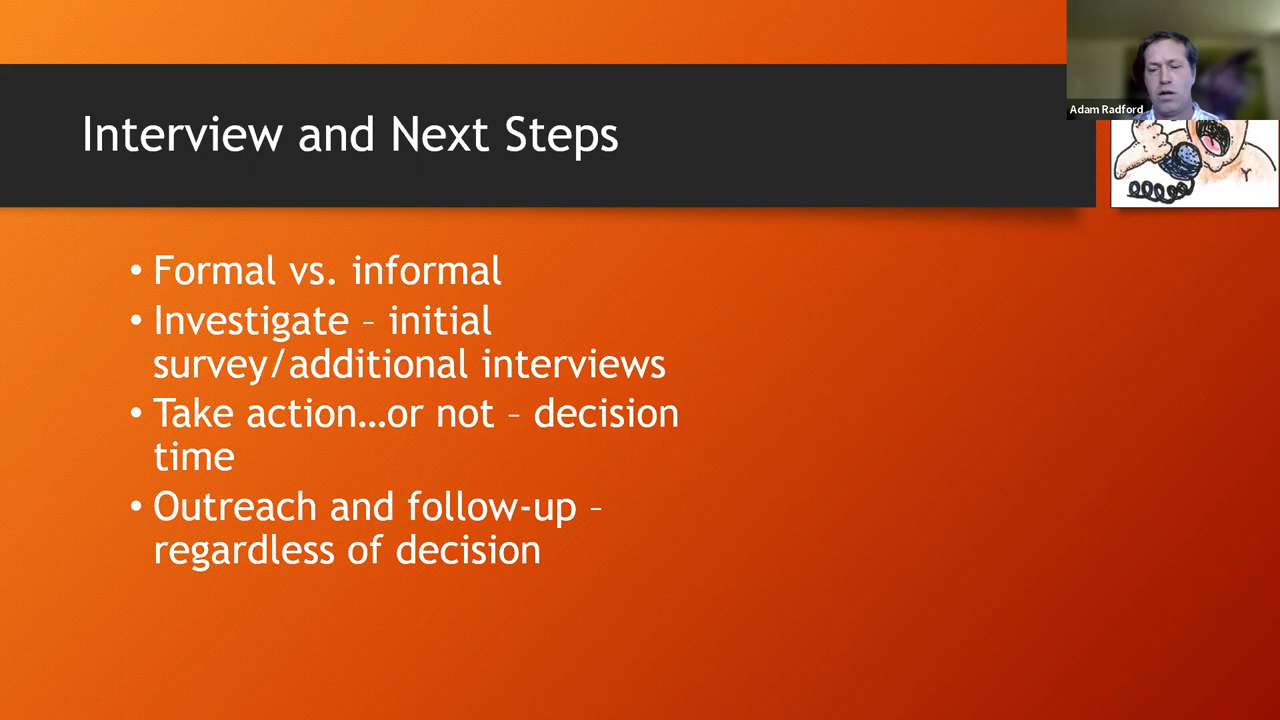 Adam Radford
Interview and Next Steps
• Formal vs. informal
• Investigate – initial
survey/additional interviews
• Take action…or not – decision
time
• Outreach and follow-up –
regardless of decision